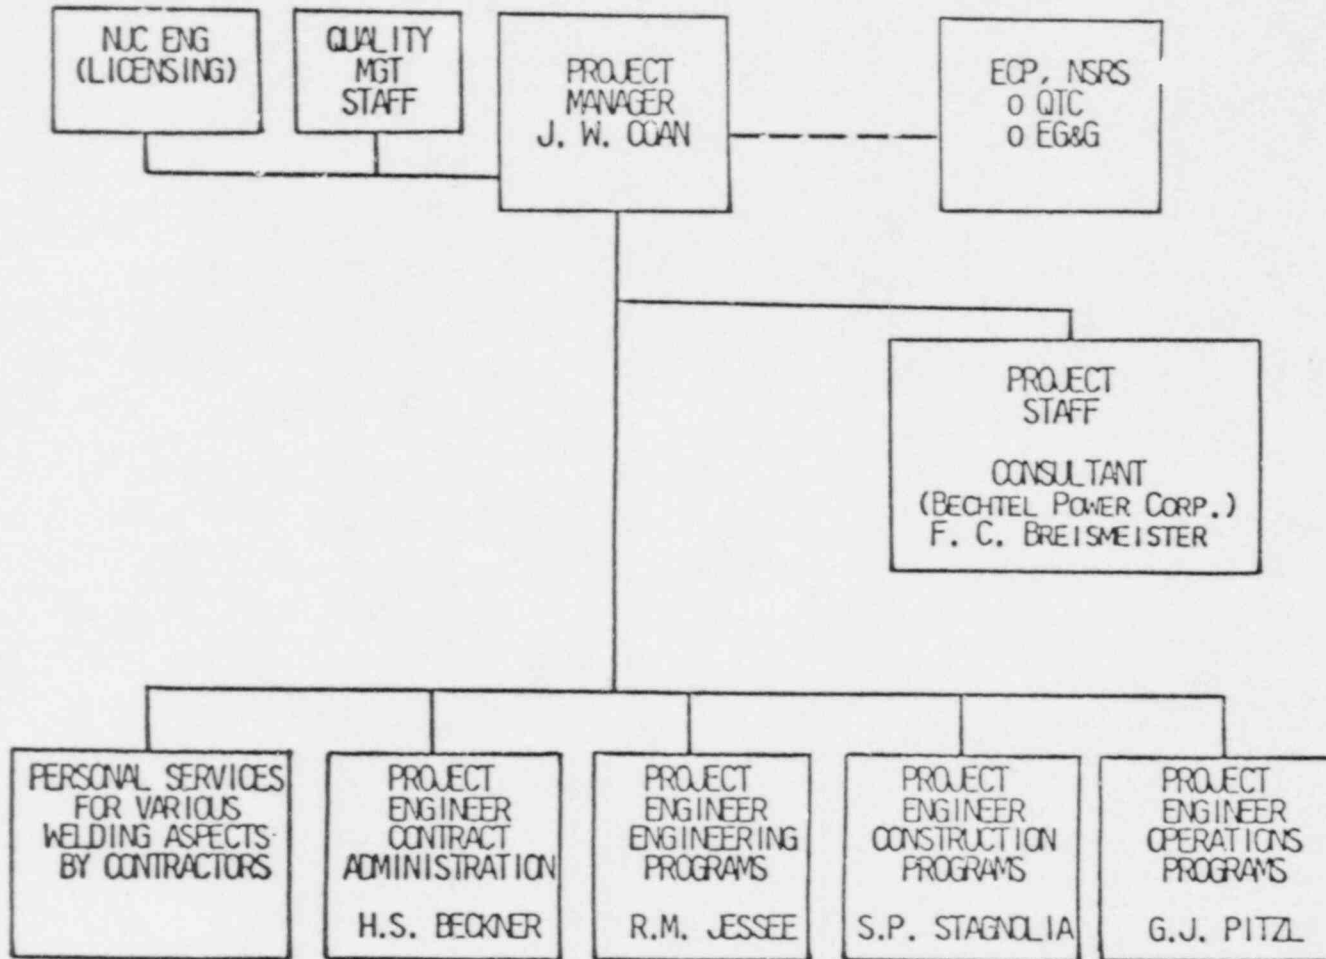 NUC ENG
(LICENSING)
QUALITY
MGT
STAFF
PROJECT
MANAGER
J. W. COAN
ECP, NSRS
o QTC
o EG&G
PROJECT
STAFF
CONSULTANT
(BECHTEL POWER CORP.)
F. C. BREISMEISTER
PERSONAL SERVICES
FOR VARIOUS
WELDING ASPECTS
BY CONTRACTORS
PROJECT
ENGINEER
CONTRACT
ADMINISTRATION
H.S. BECKNER
PROJECT
ENGINEER
ENGINEERING
PROGRAMS
R.M. JESSEE
PROJECT
ENGINEER
CONSTRUCTION
PROGRAMS
S.P. STAGNOLIA
PROJECT
ENGINEER
OPERATIONS
PROGRAMS
G.J. PITZL